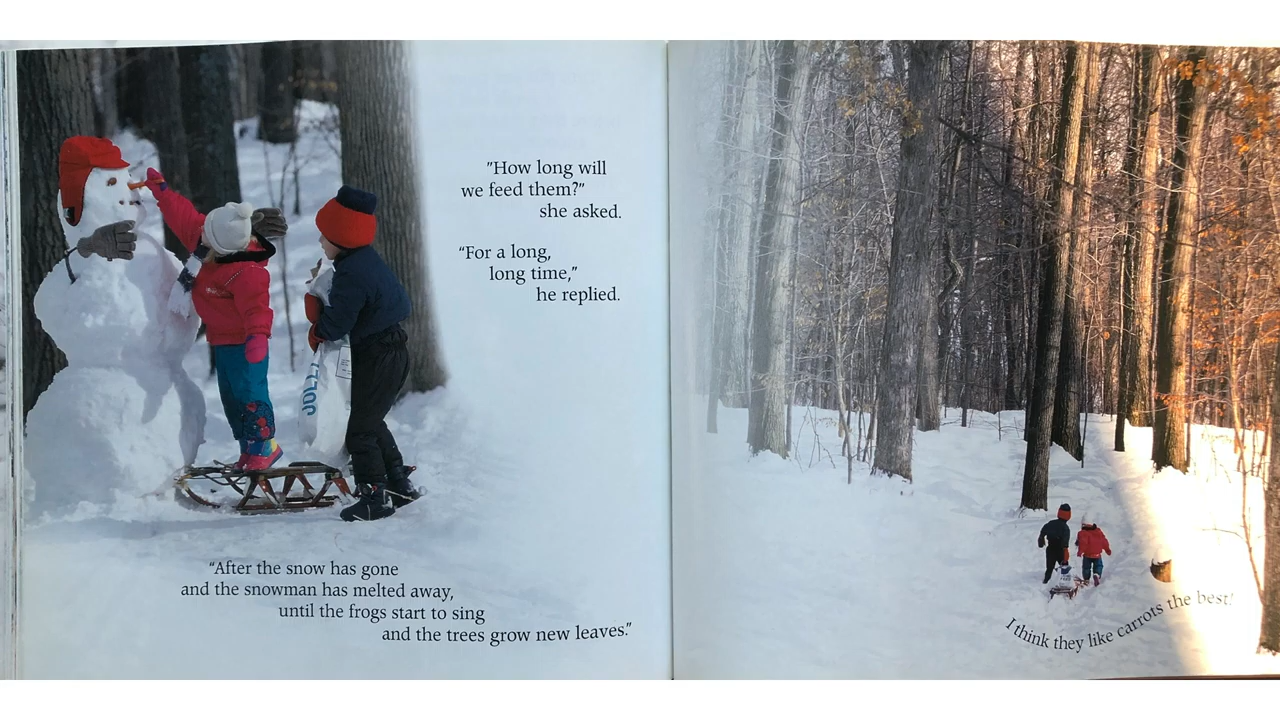 "How long will
we feed them?"
she asked.
“For a long,
long time,”
he replied.
“After the snow has gone
and the snowman has melted away,
until the frogs start to sing
and the trees grow new leaves.”
I think they like carrots the best!